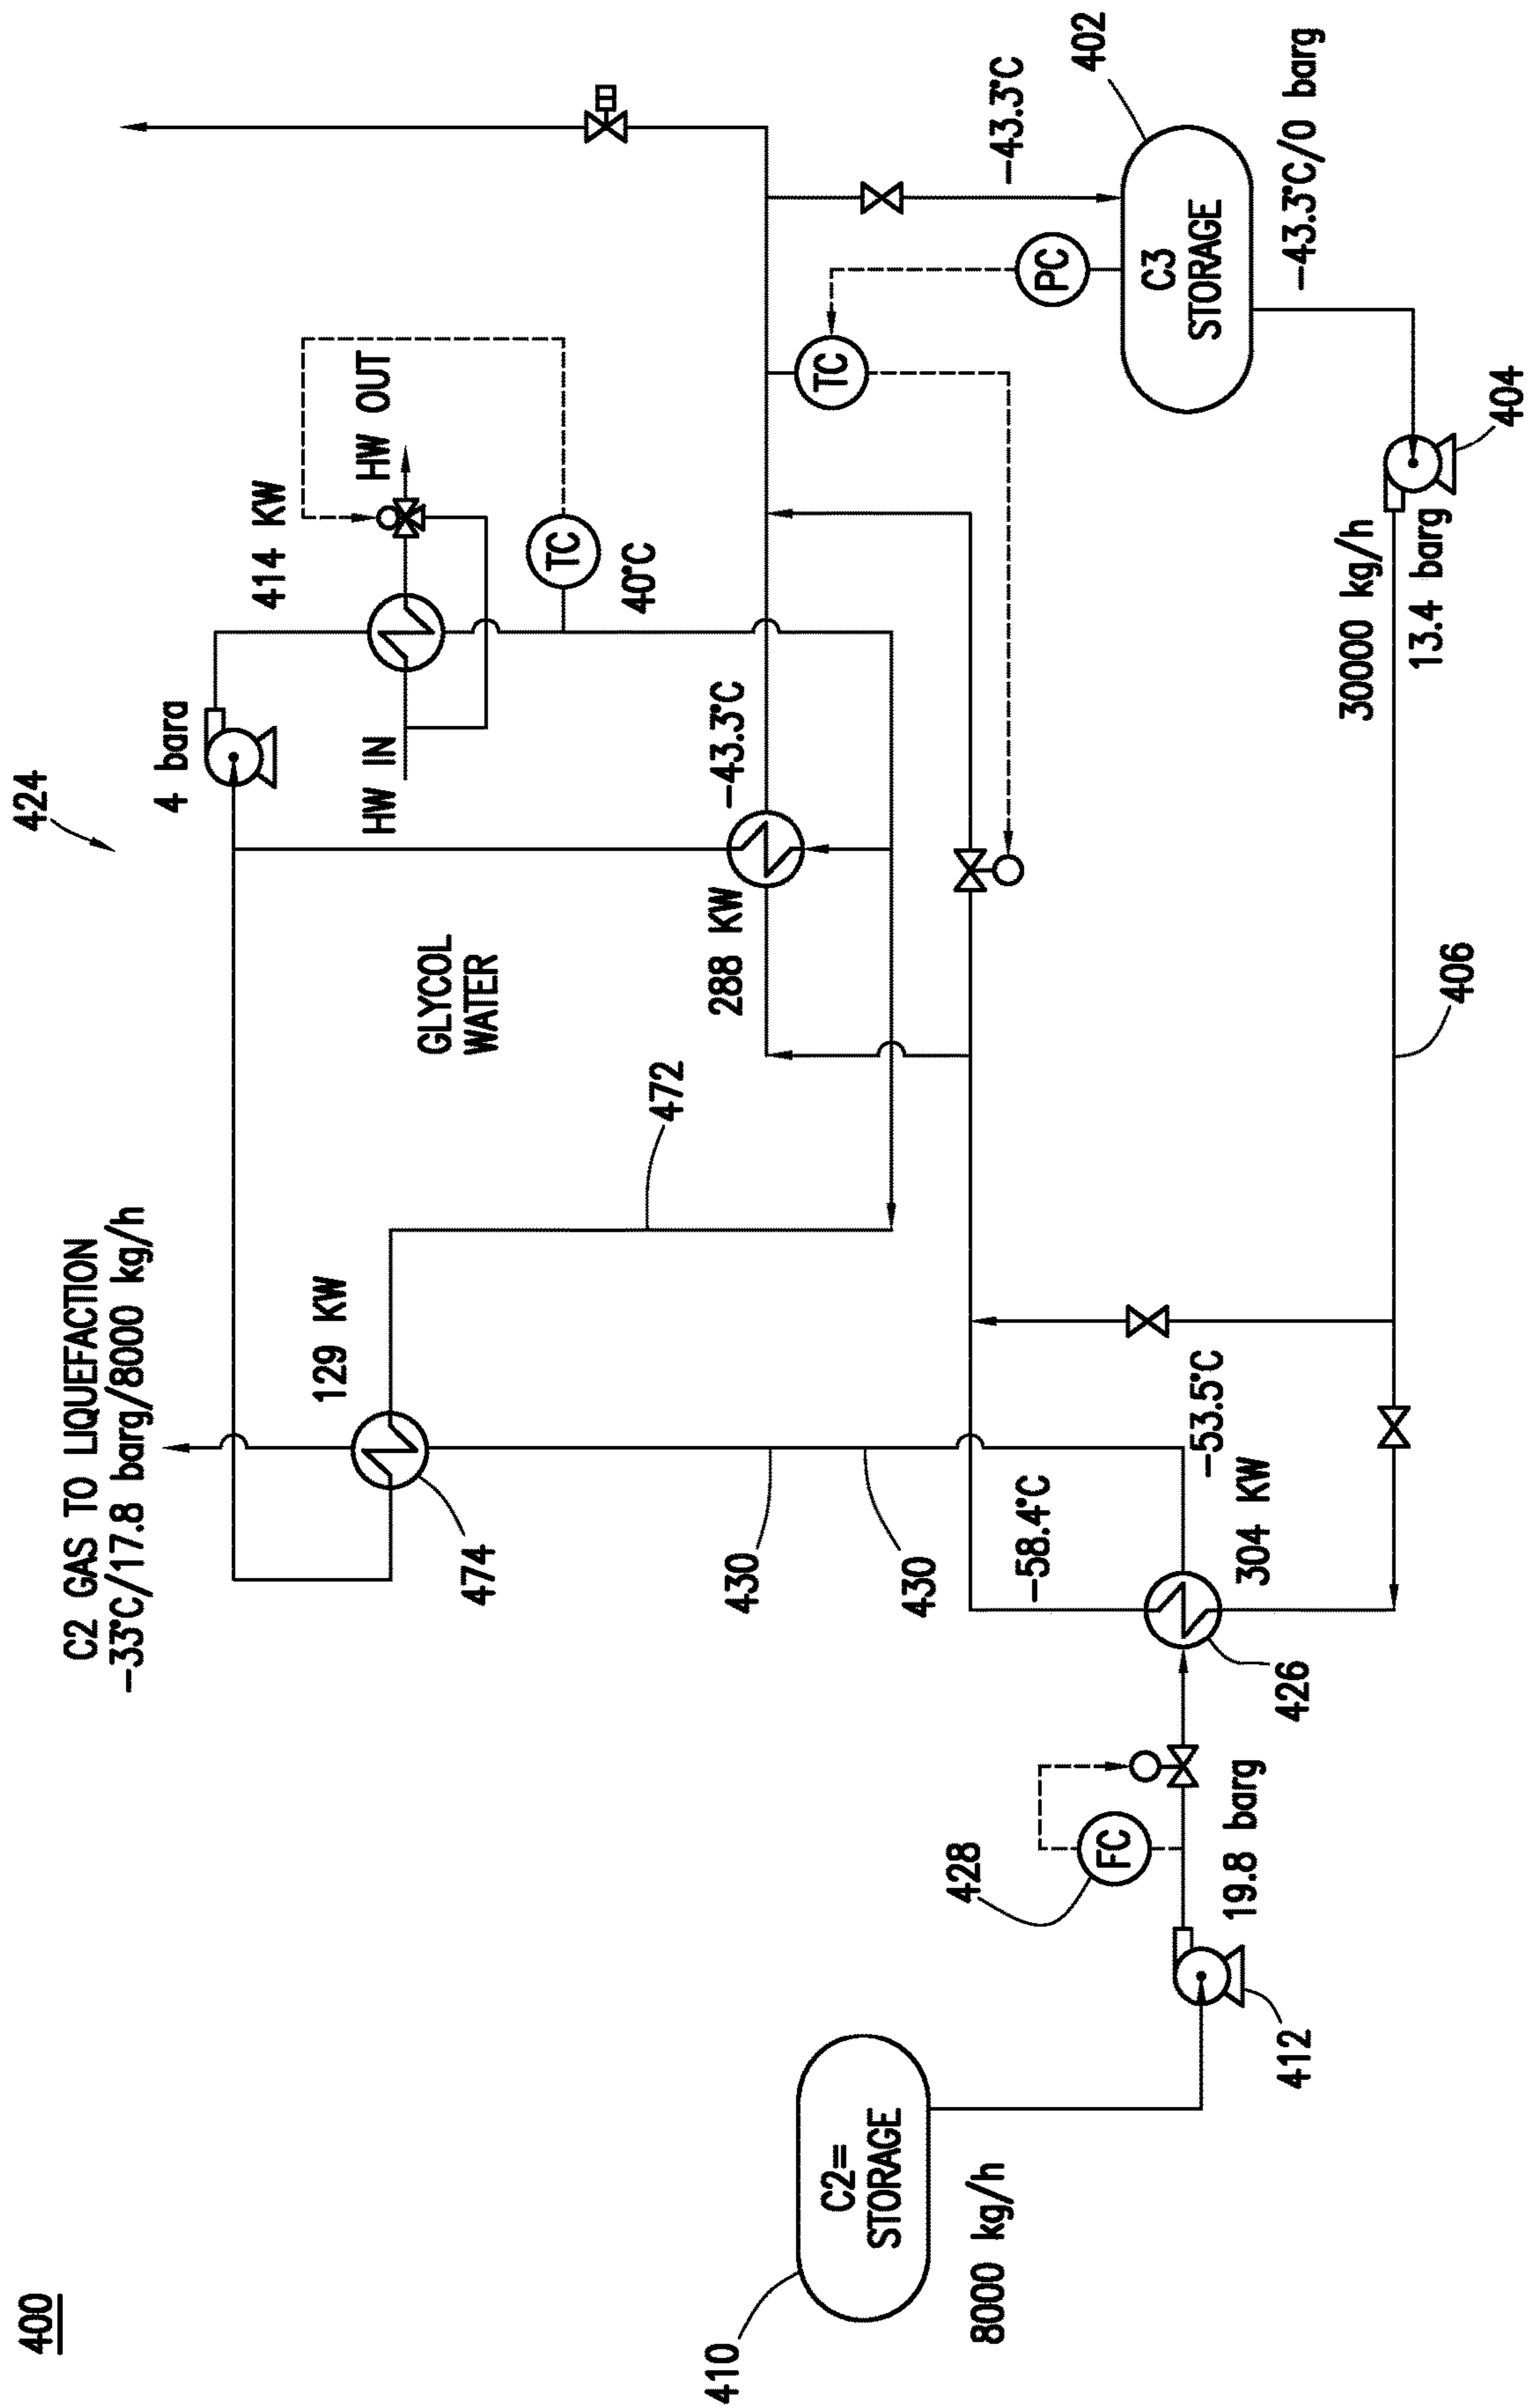 400
424
C2 GAS TO LIQUEFACTION
-33°C/17.8 barg/8000 kg/h
4 bara
414 KW
HW IN
HW OUT
TC
40°C
129 KW
474
472
GLYCOL
WATER
288 KW
-43.3°C
430
430
TC
PC
-43.3°C
402
C3
STORAGE
-43.3°C/0 barg
404
30000 kg/h
13.4 barg
406
-58.4°C
-53.5°C
304 KW
426
428
FC
19.8 barg
412
C2=
STORAGE
8000 kg/h
410